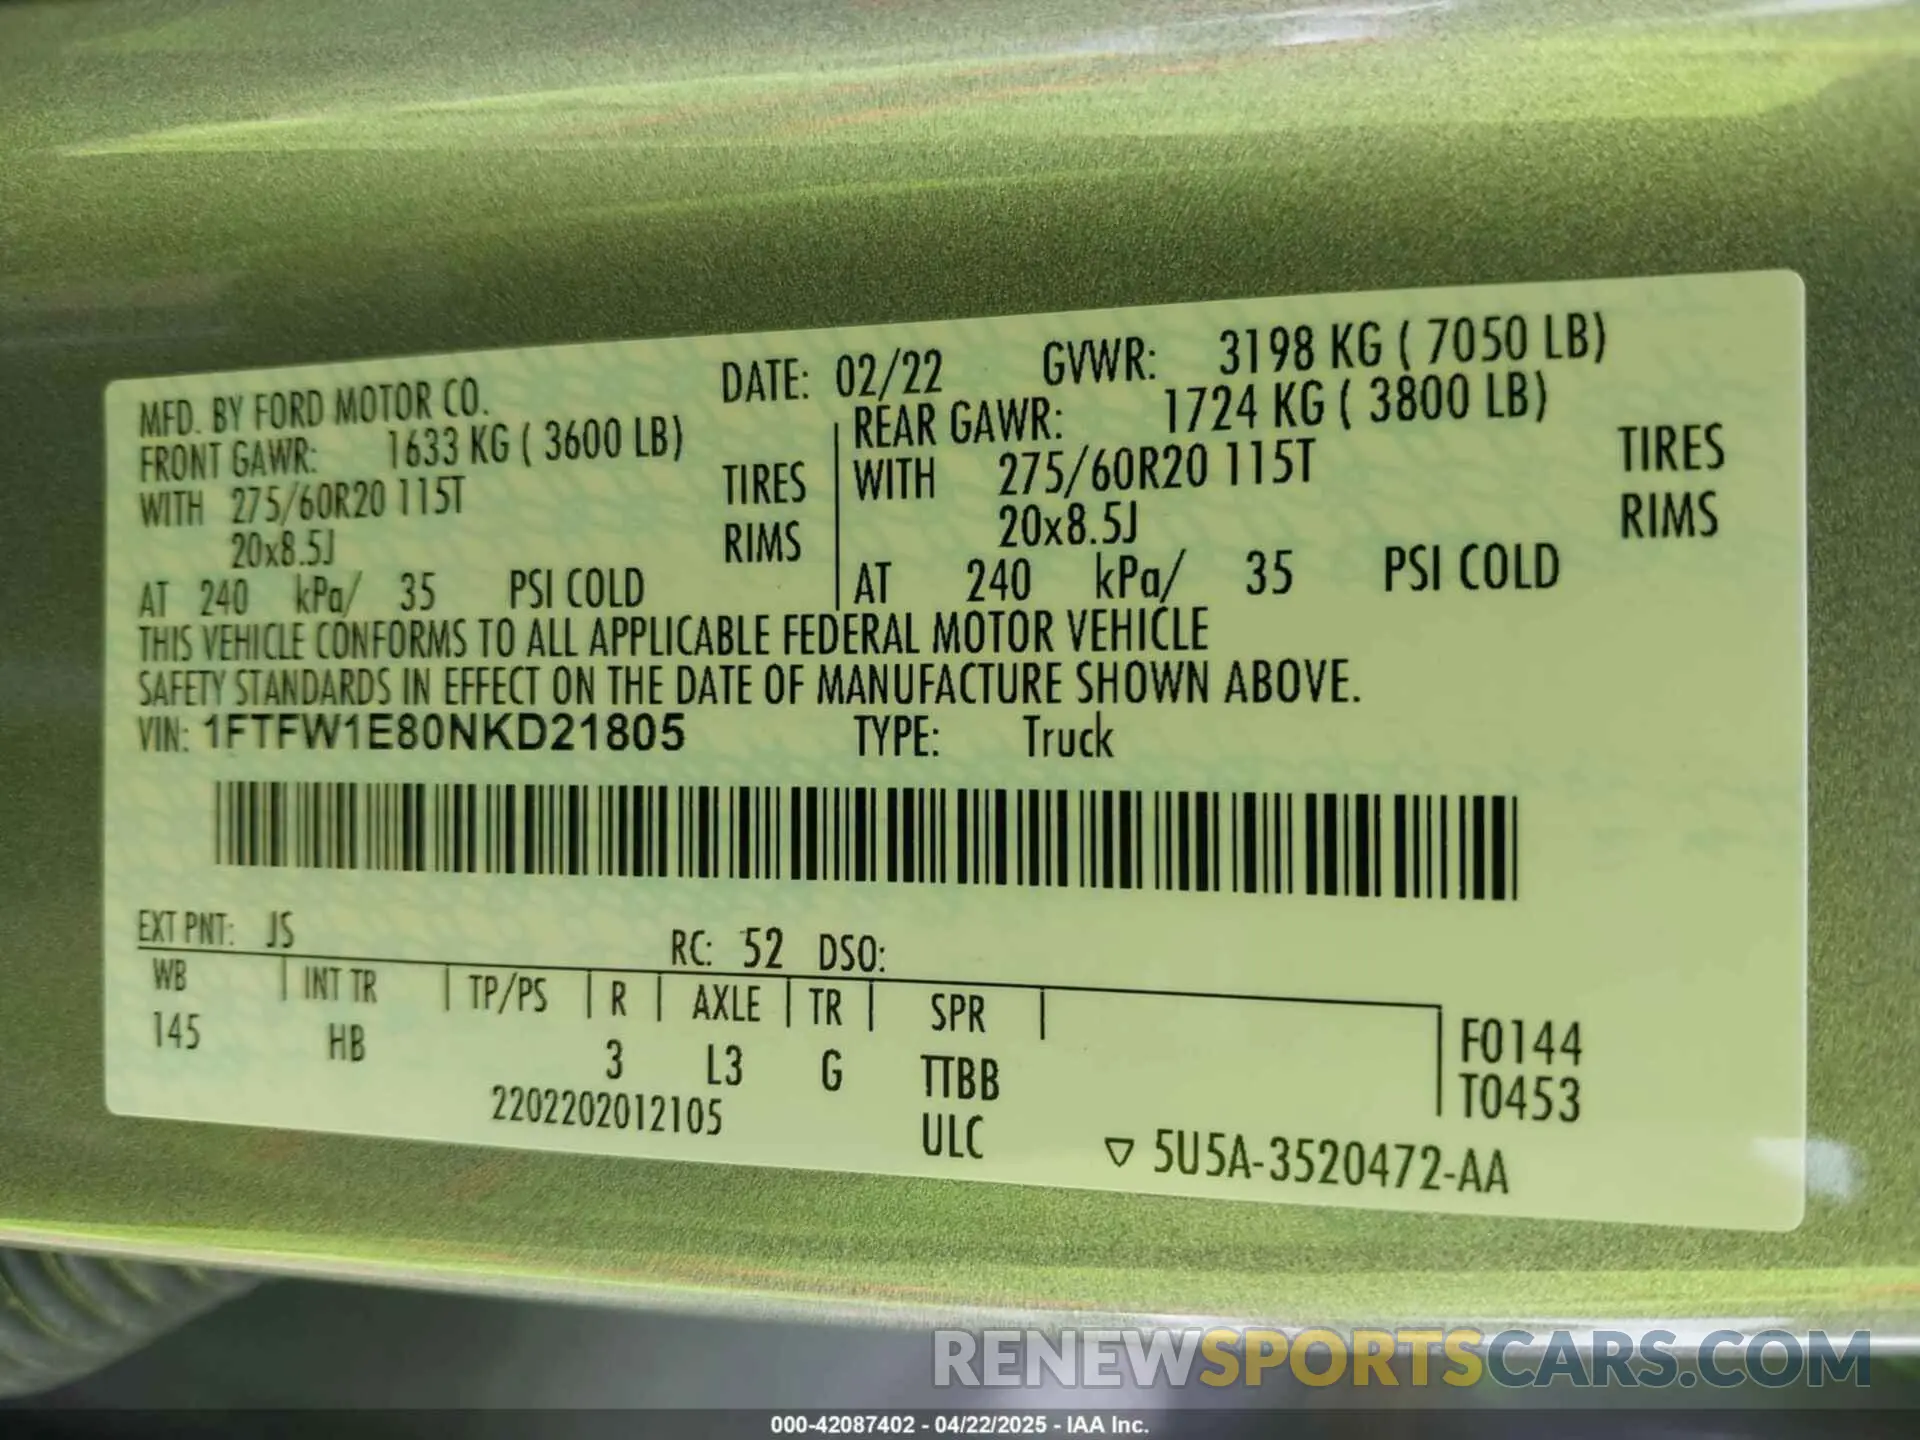 MFD. BY FORD MOTOR CO. DATE: 02/22 GVWR: 3198 KG ( 7050 LB)
FRONT GAWR: 1633 KG ( 3600 LB) REAR GAWR: 1724 KG ( 3800 LB)
WITH 275/60R20 115T TIRES WITH 275/60R20 115T TIRES
20x8.5J RIMS 20x8.5J RIMS
AT 240 kPa/ 35 PSI COLD AT 240 kPa/ 35 PSI COLD
THIS VEHICLE CONFORMS TO ALL APPLICABLE FEDERAL MOTOR VEHICLE
SAFETY STANDARDS IN EFFECT ON THE DATE OF MANUFACTURE SHOWN ABOVE.
VIN: 1FTFW1E80NKD21805 TYPE: Truck
EXT PNT: JS RC: 52 DSO:
WB INT TR TP/PS R AXLE TR SPR
145 HB 3 L3 G TTBB F0144
T0453
2202202012105 ULC ▽ 5U5A-3520472-AA
RENEWSPORTSCARS.COM
000-42087402 - 04/22/2025 - IAA Inc.